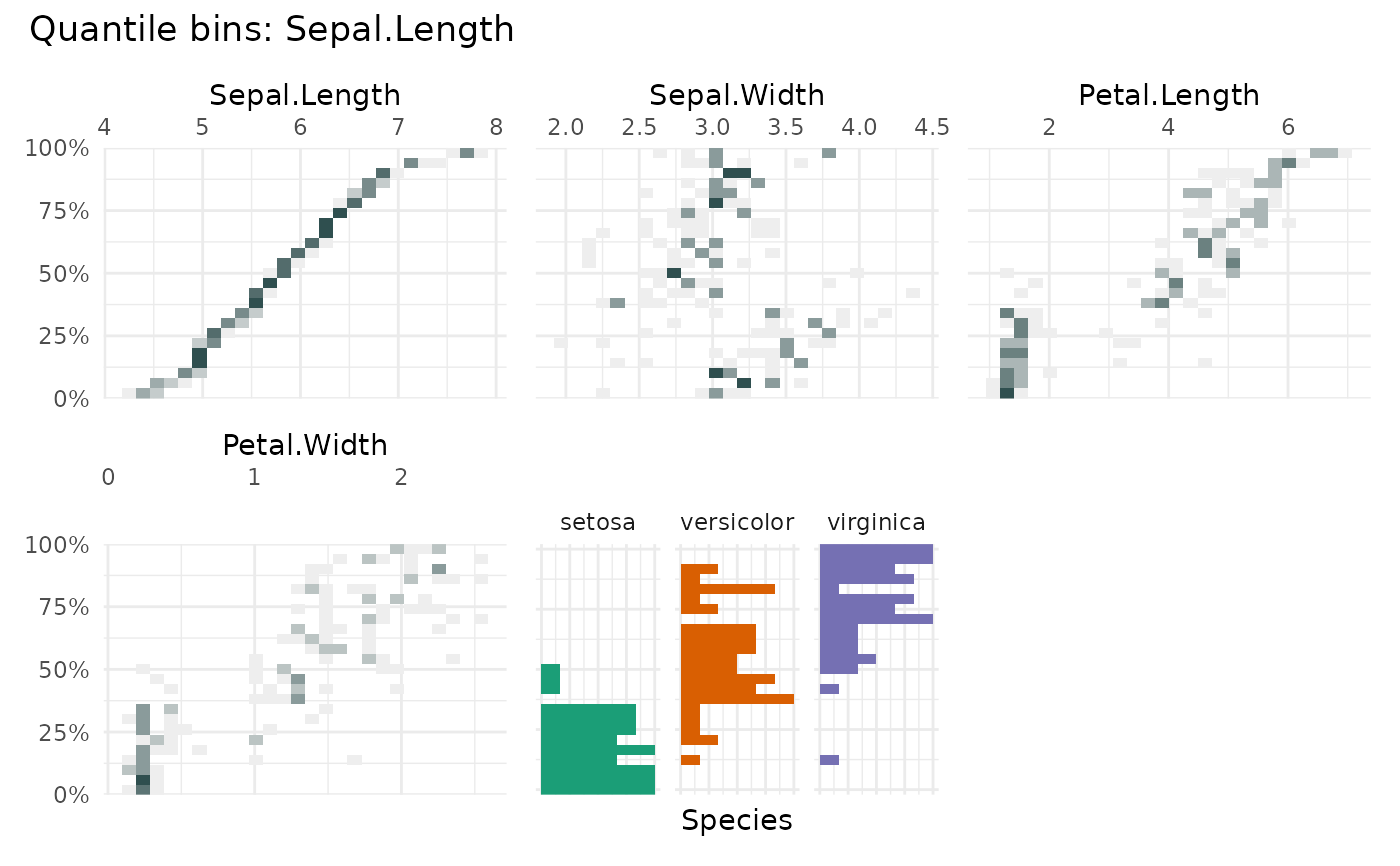 Quantile bins: Sepal.Length
Sepal.Length
Sepal.Width
Petal.Length
4 5 6 7 8
2.0 2.5 3.0 3.5 4.0 4.5
2 4 6
100%
75%
50%
25%
0%
Petal.Width
0 1 2
setosa
versicolor
virginica
100%
75%
50%
25%
0%
Species